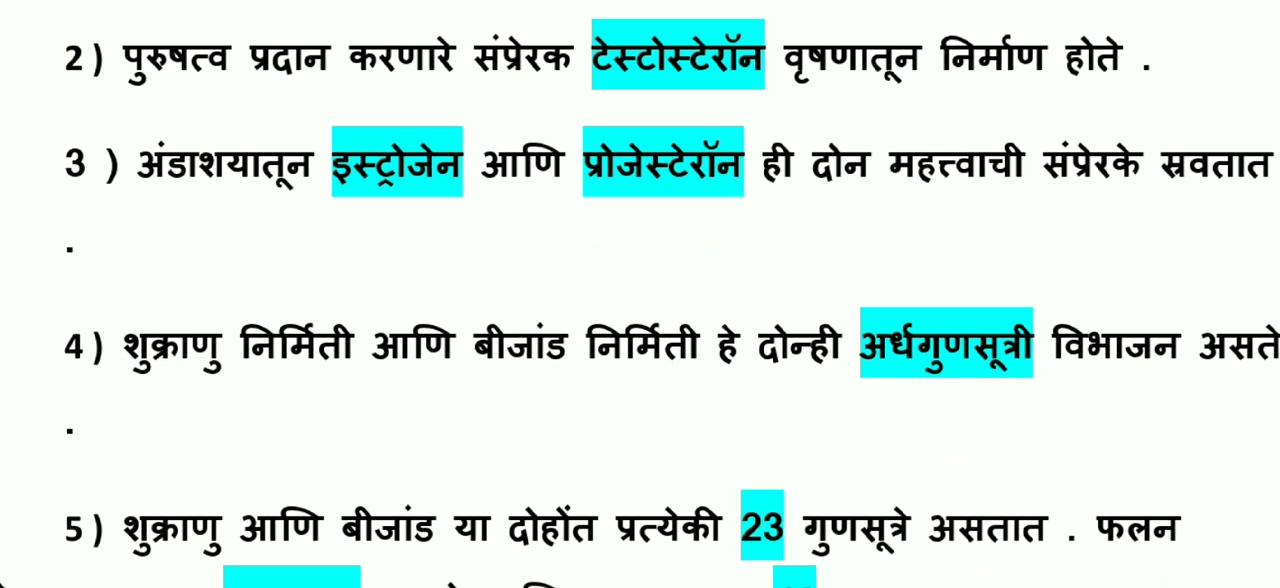 2) पुरुषत्व प्रदान करणारे संप्रेरक टेस्टोस्टेरॉन वृषणातून निर्माण होते .
3 ) अंडाशयातून इस्ट्रोजेन आणि प्रोजेस्टेरॉन ही दोन महत्त्वाची संप्रेरके स्रवतात
.
4) शुक्राणु निर्मिती आणि बीजांड निर्मिती हे दोन्ही अर्धगुणसूत्री विभाजन असते
.
5) शुक्राणु आणि बीजांड या दोहोंत प्रत्येकी 23 गुणसूत्रे असतात . फलन